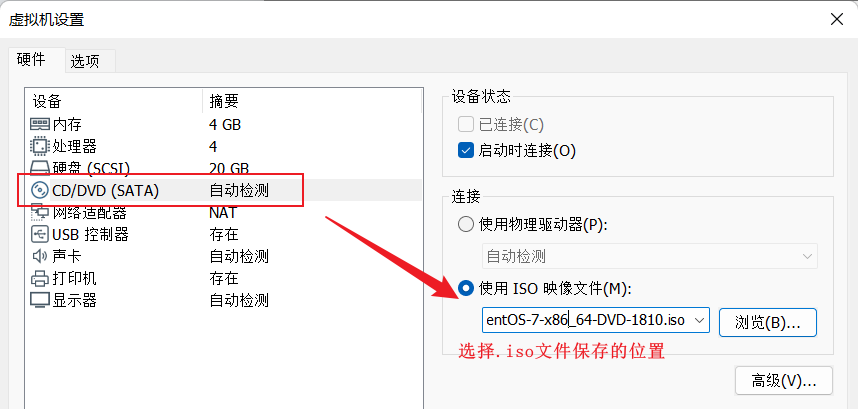 虚拟机设置
硬件 选项
设备 摘要
内存 4 GB
处理器 4
硬盘 (SCSI) 20 GB
CD/DVD (SATA) 自动检测
网络适配器 NAT
USB 控制器 存在
声卡 自动检测
打印机 存在
显示器 自动检测
设备状态
已连接(C)
启动时连接(O)
连接
使用物理驱动器(P):
自动检测
使用 ISO 映像文件(M):
entOS-7-x86_64-DVD-1810.iso 浏览(B)...
选择.iso文件保存的位置
高级(V)...